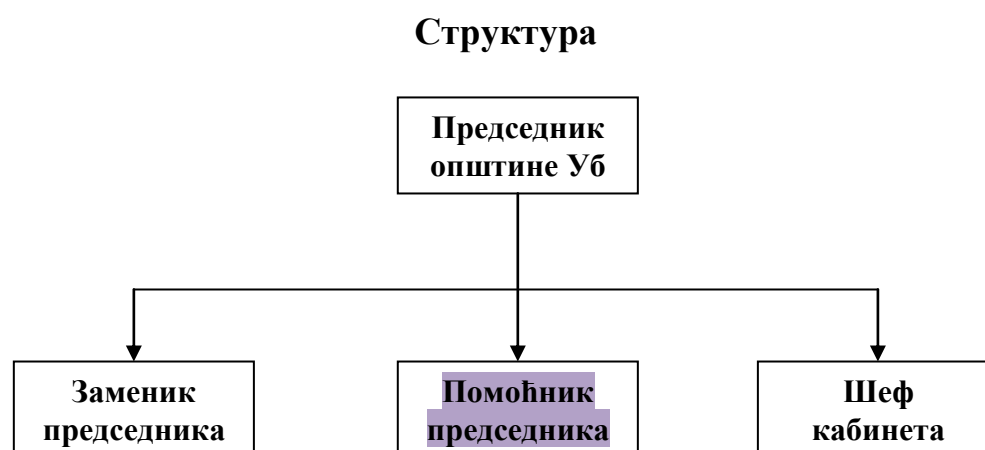 Структура
Председник
општине Уб
Заменик
председника
Помоћник
председника
Шеф
кабинета